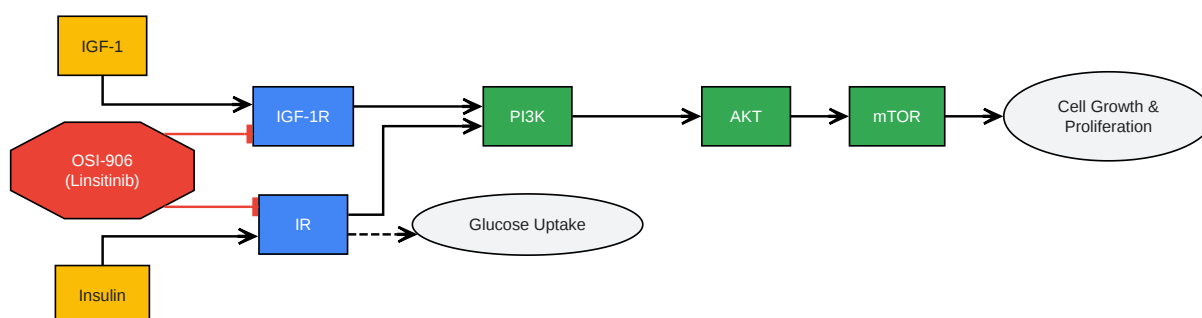 IGF-1
IGF-1R
PI3K
AKT
mTOR
Cell Growth &
Proliferation
OSI-906
(Linsitinib)
IR
Glucose Uptake
Insulin